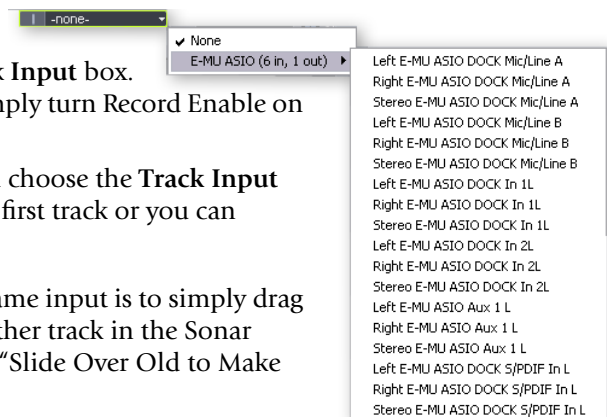 -none-
None
E-MU ASIO (6 in, 1 out)
Input box.
turn Record Enable on
choose the Track Input
first track or you can
input is to simply drag
track in the Sonar
“Slide Over Old to Make
Left E-MU ASIO DOCK Mic/Line A
Right E-MU ASIO DOCK Mic/Line A
Stereo E-MU ASIO DOCK Mic/Line A
Left E-MU ASIO DOCK Mic/Line B
Right E-MU ASIO DOCK Mic/Line B
Stereo E-MU ASIO DOCK Mic/Line B
Left E-MU ASIO DOCK In 1L
Right E-MU ASIO DOCK In 1L
Stereo E-MU ASIO DOCK In 1L
Left E-MU ASIO DOCK In 2L
Right E-MU ASIO DOCK In 2L
Stereo E-MU ASIO DOCK In 2L
Left E-MU ASIO Aux 1 L
Right E-MU ASIO Aux 1 L
Stereo E-MU ASIO Aux 1 L
Left E-MU ASIO DOCK S/PDIF In L
Right E-MU ASIO DOCK S/PDIF In L
Stereo E-MU ASIO DOCK S/PDIF In L